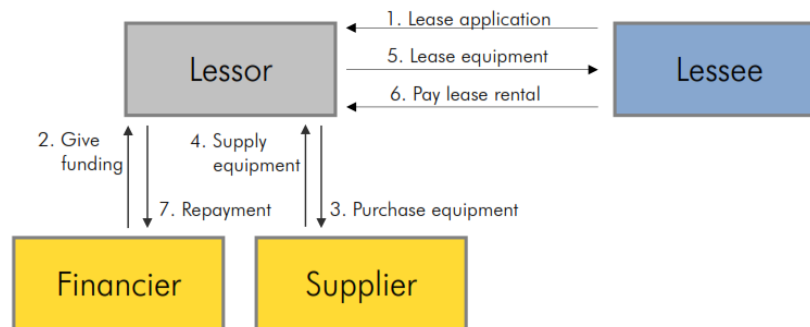 1. Lease application
Lessor
5. Lease equipment
Lessee
6. Pay lease rental
2. Give
funding
4. Supply
equipment
7. Repayment
3. Purchase equipment
Financier
Supplier